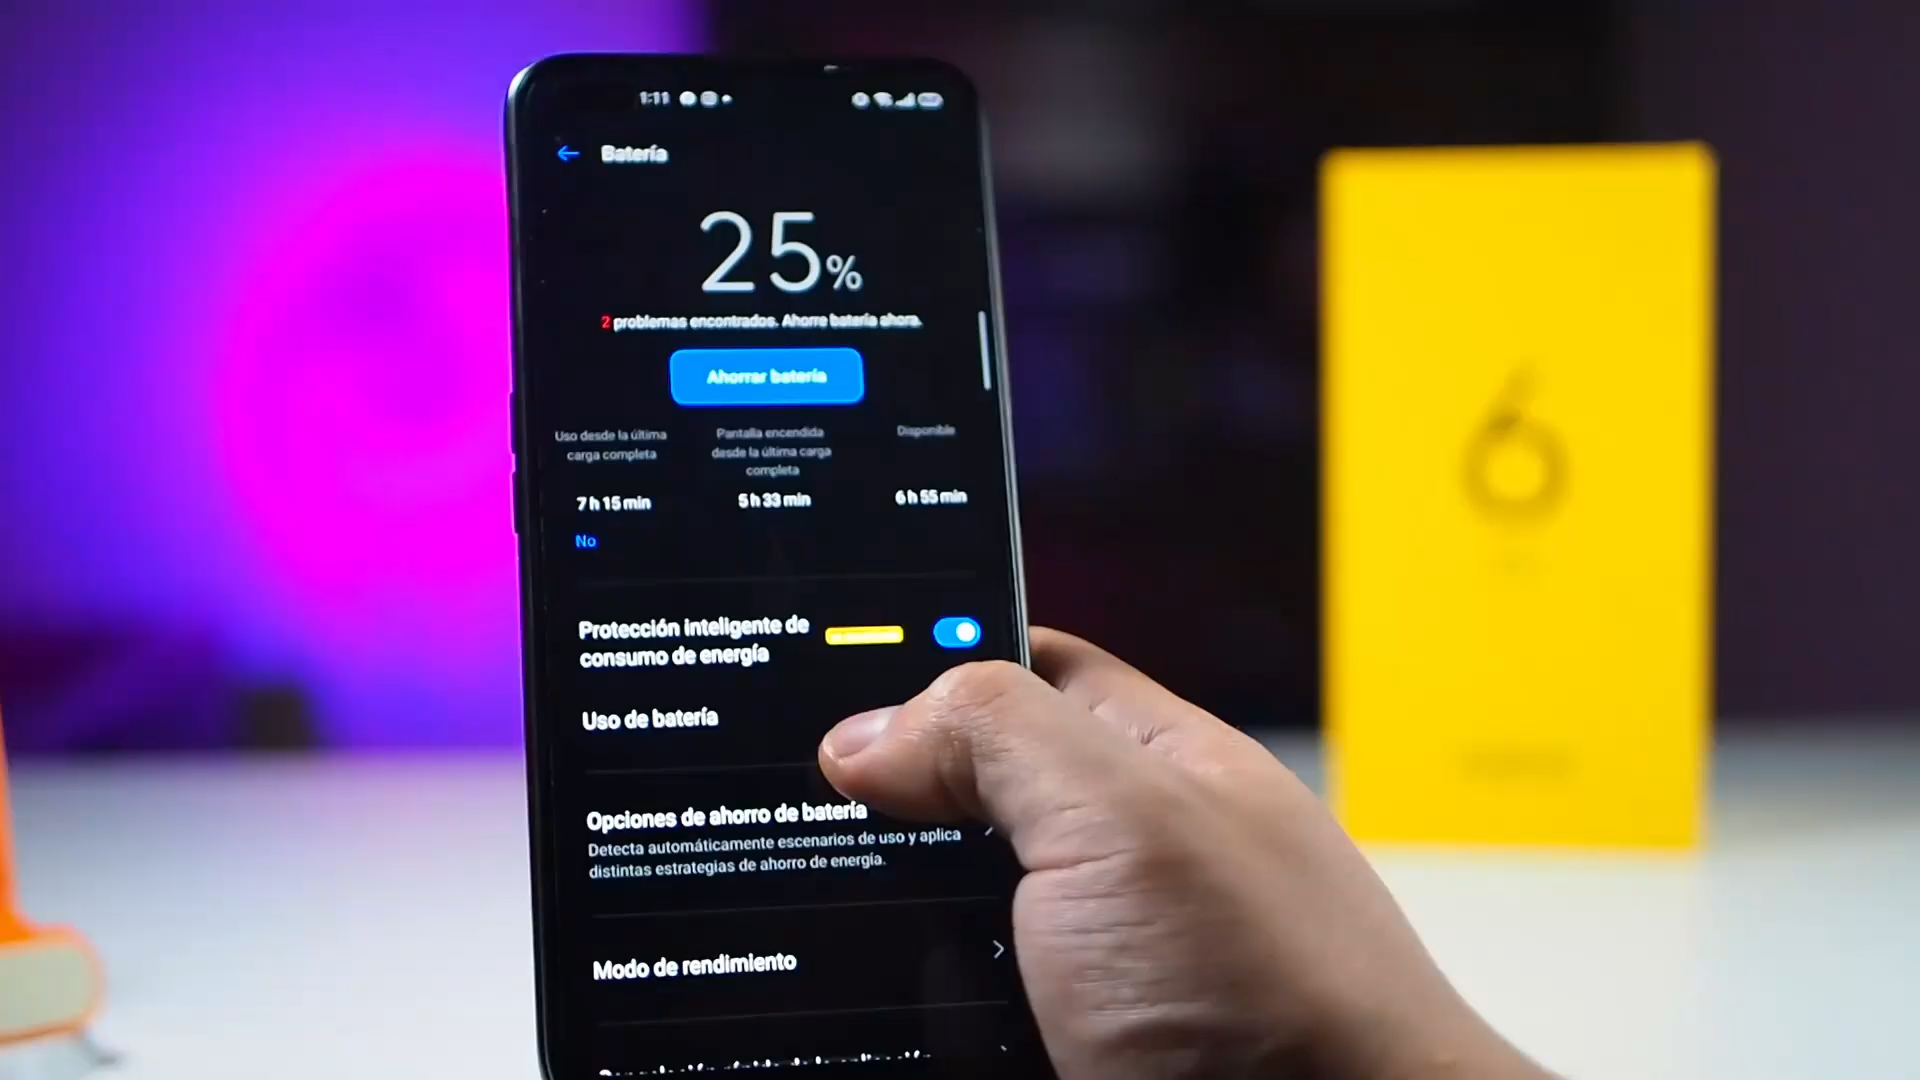 1:11
Batería
25%
2 problemas encontrados. Ahorre batería ahora.
Ahorrar batería
Uso desde la última
carga completa
7 h 15 min
Pantalla encendida
desde la última carga
completa
5 h 33 min
Disponible
6 h 55 min
No
Protección inteligente de
consumo de energía
Uso de batería
Opciones de ahorro de batería
Detecta automáticamente escenarios de uso y aplica
distintas estrategias de ahorro de energía.
Modo de rendimiento
6